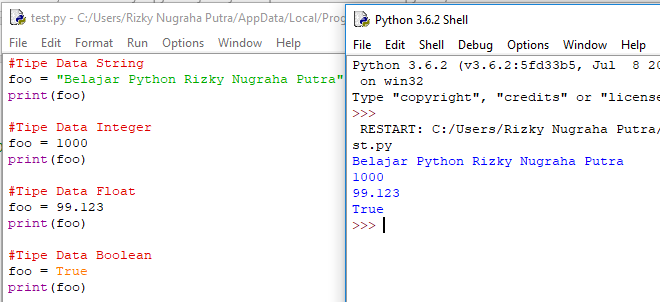 test.py - C:/Users/Rizky Nugraha Putra/AppData/Local/Prog
File Edit Format Run Options Window Help
#Tipe Data String
foo = "Belajar Python Rizky Nugraha Putra"
print(foo)
#Tipe Data Integer
foo = 1000
print(foo)
#Tipe Data Float
foo = 99.123
print(foo)
#Tipe Data Boolean
foo = True
print(foo)
Python 3.6.2 Shell
File Edit Shell Debug Options Window Help
Python 3.6.2 (v3.6.2:5fd33b5, Jul 8 20
on win32
Type "copyright", "credits" or "license
>>>
RESTART: C:/Users/Rizky Nugraha Putra/
st.py
Belajar Python Rizky Nugraha Putra
1000
99.123
True
>>>